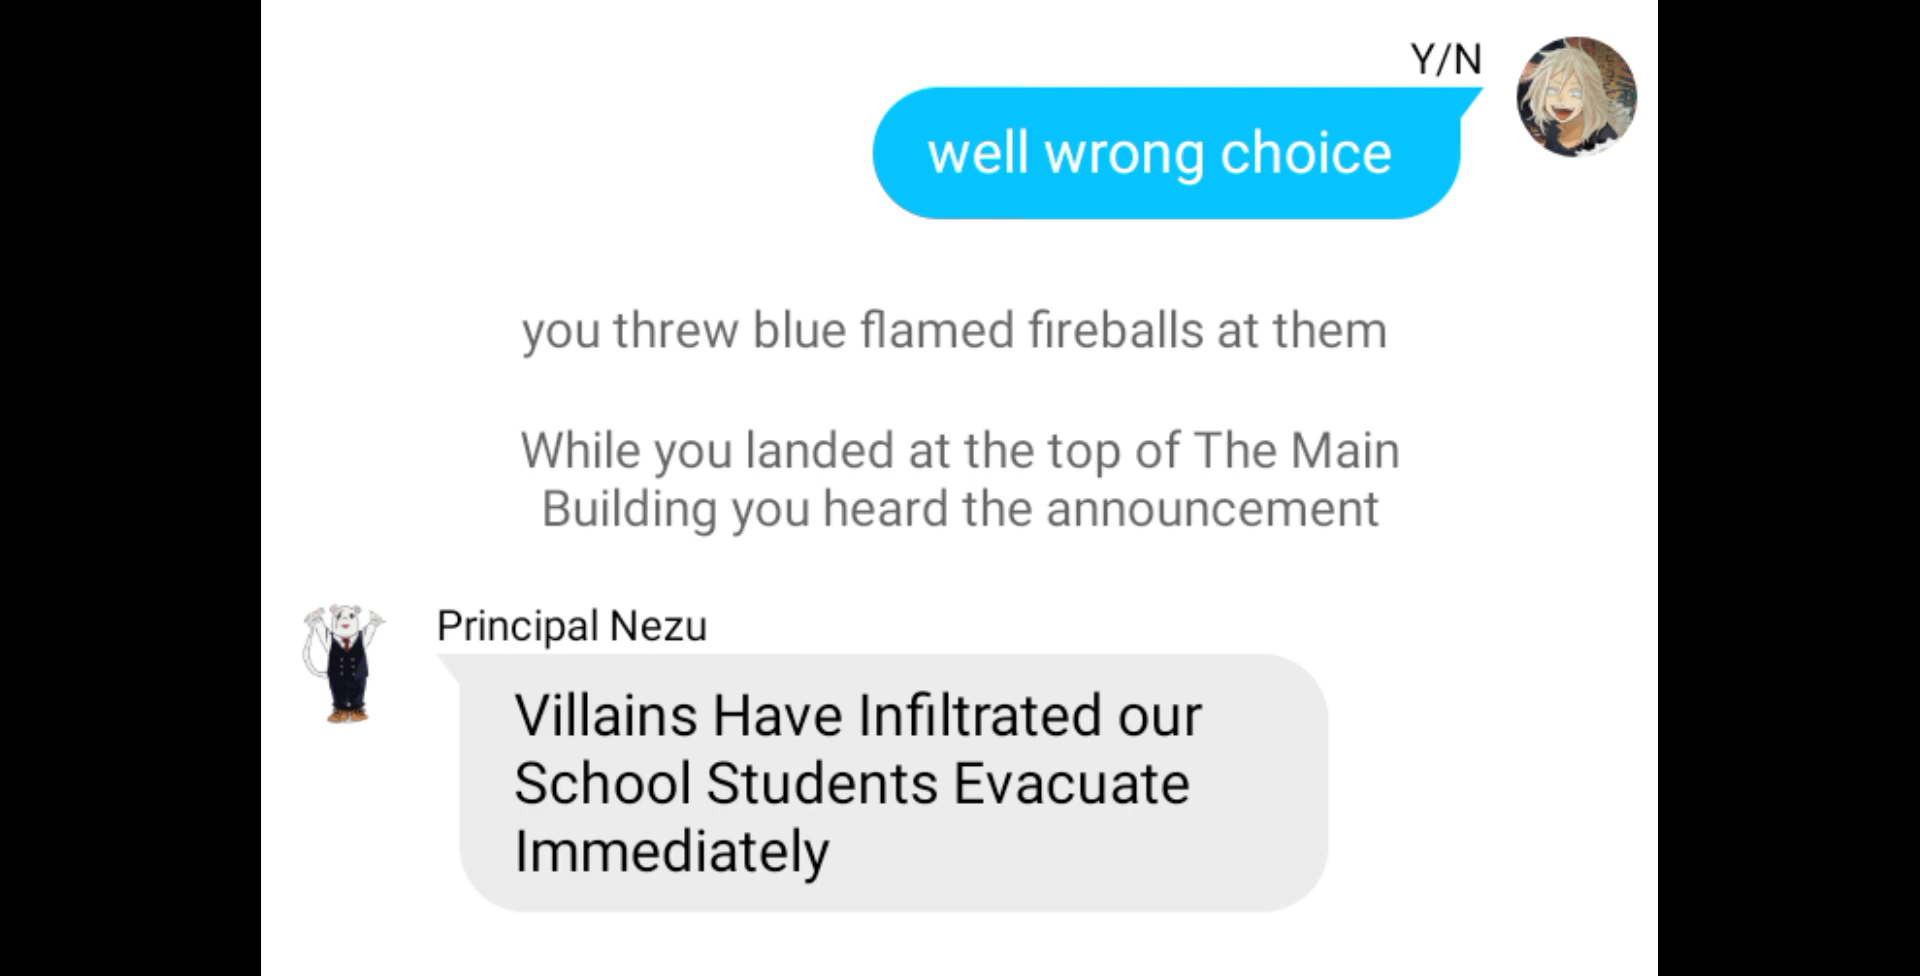 Y/N
well wrong choice
you threw blue flamed fireballs at them
While you landed at the top of The Main
Building you heard the announcement
Principal Nezu
Villains Have Infiltrated our
School Students Evacuate
Immediately